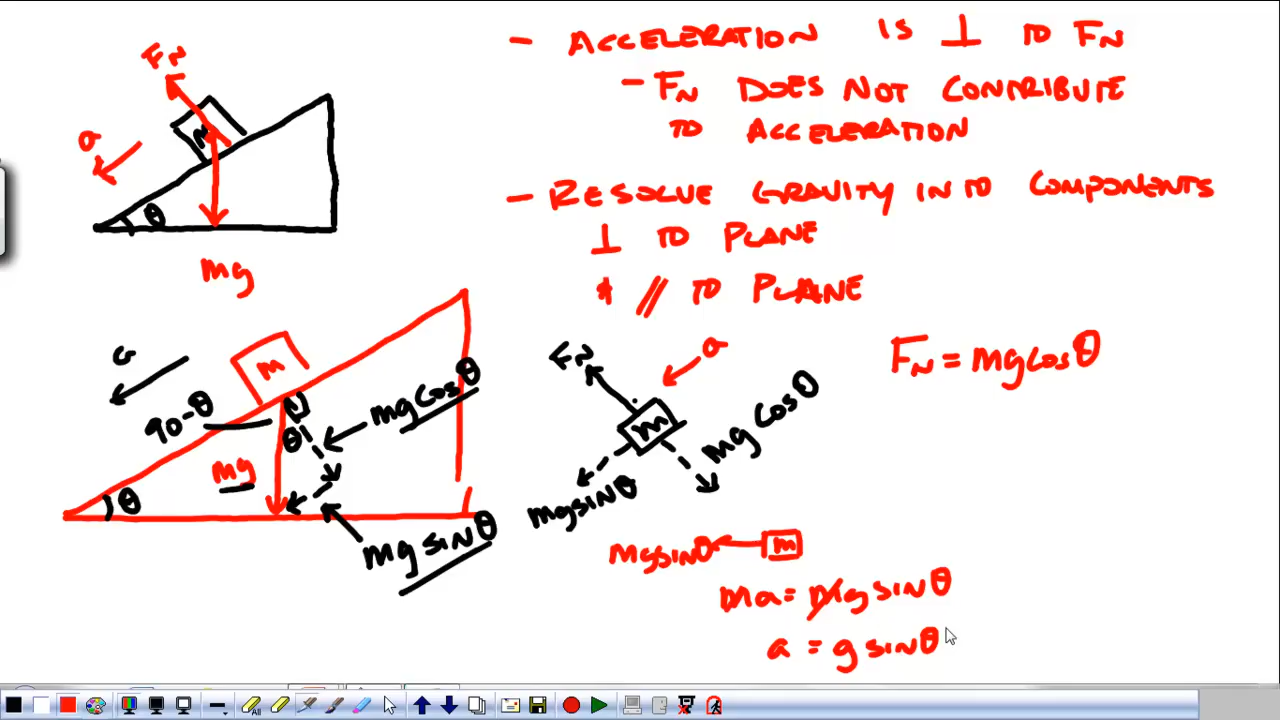 - ACCELERATION IS ⊥ TO FN
- FN DOES NOT CONTRIBUTE
TO ACCELERATION
- RESOLVE GRAVITY INTO COMPONENTS
⊥ TO PLANE
& // TO PLANE
FN
a
M
θ
mg
a
m
90-θ
θ
mg
θ
mg cosθ
mg sinθ
FN
a
m
mg cosθ
mg sinθ
FN = mg cosθ
mg sinθ
m
ma = mg sinθ
a = g sinθ
All